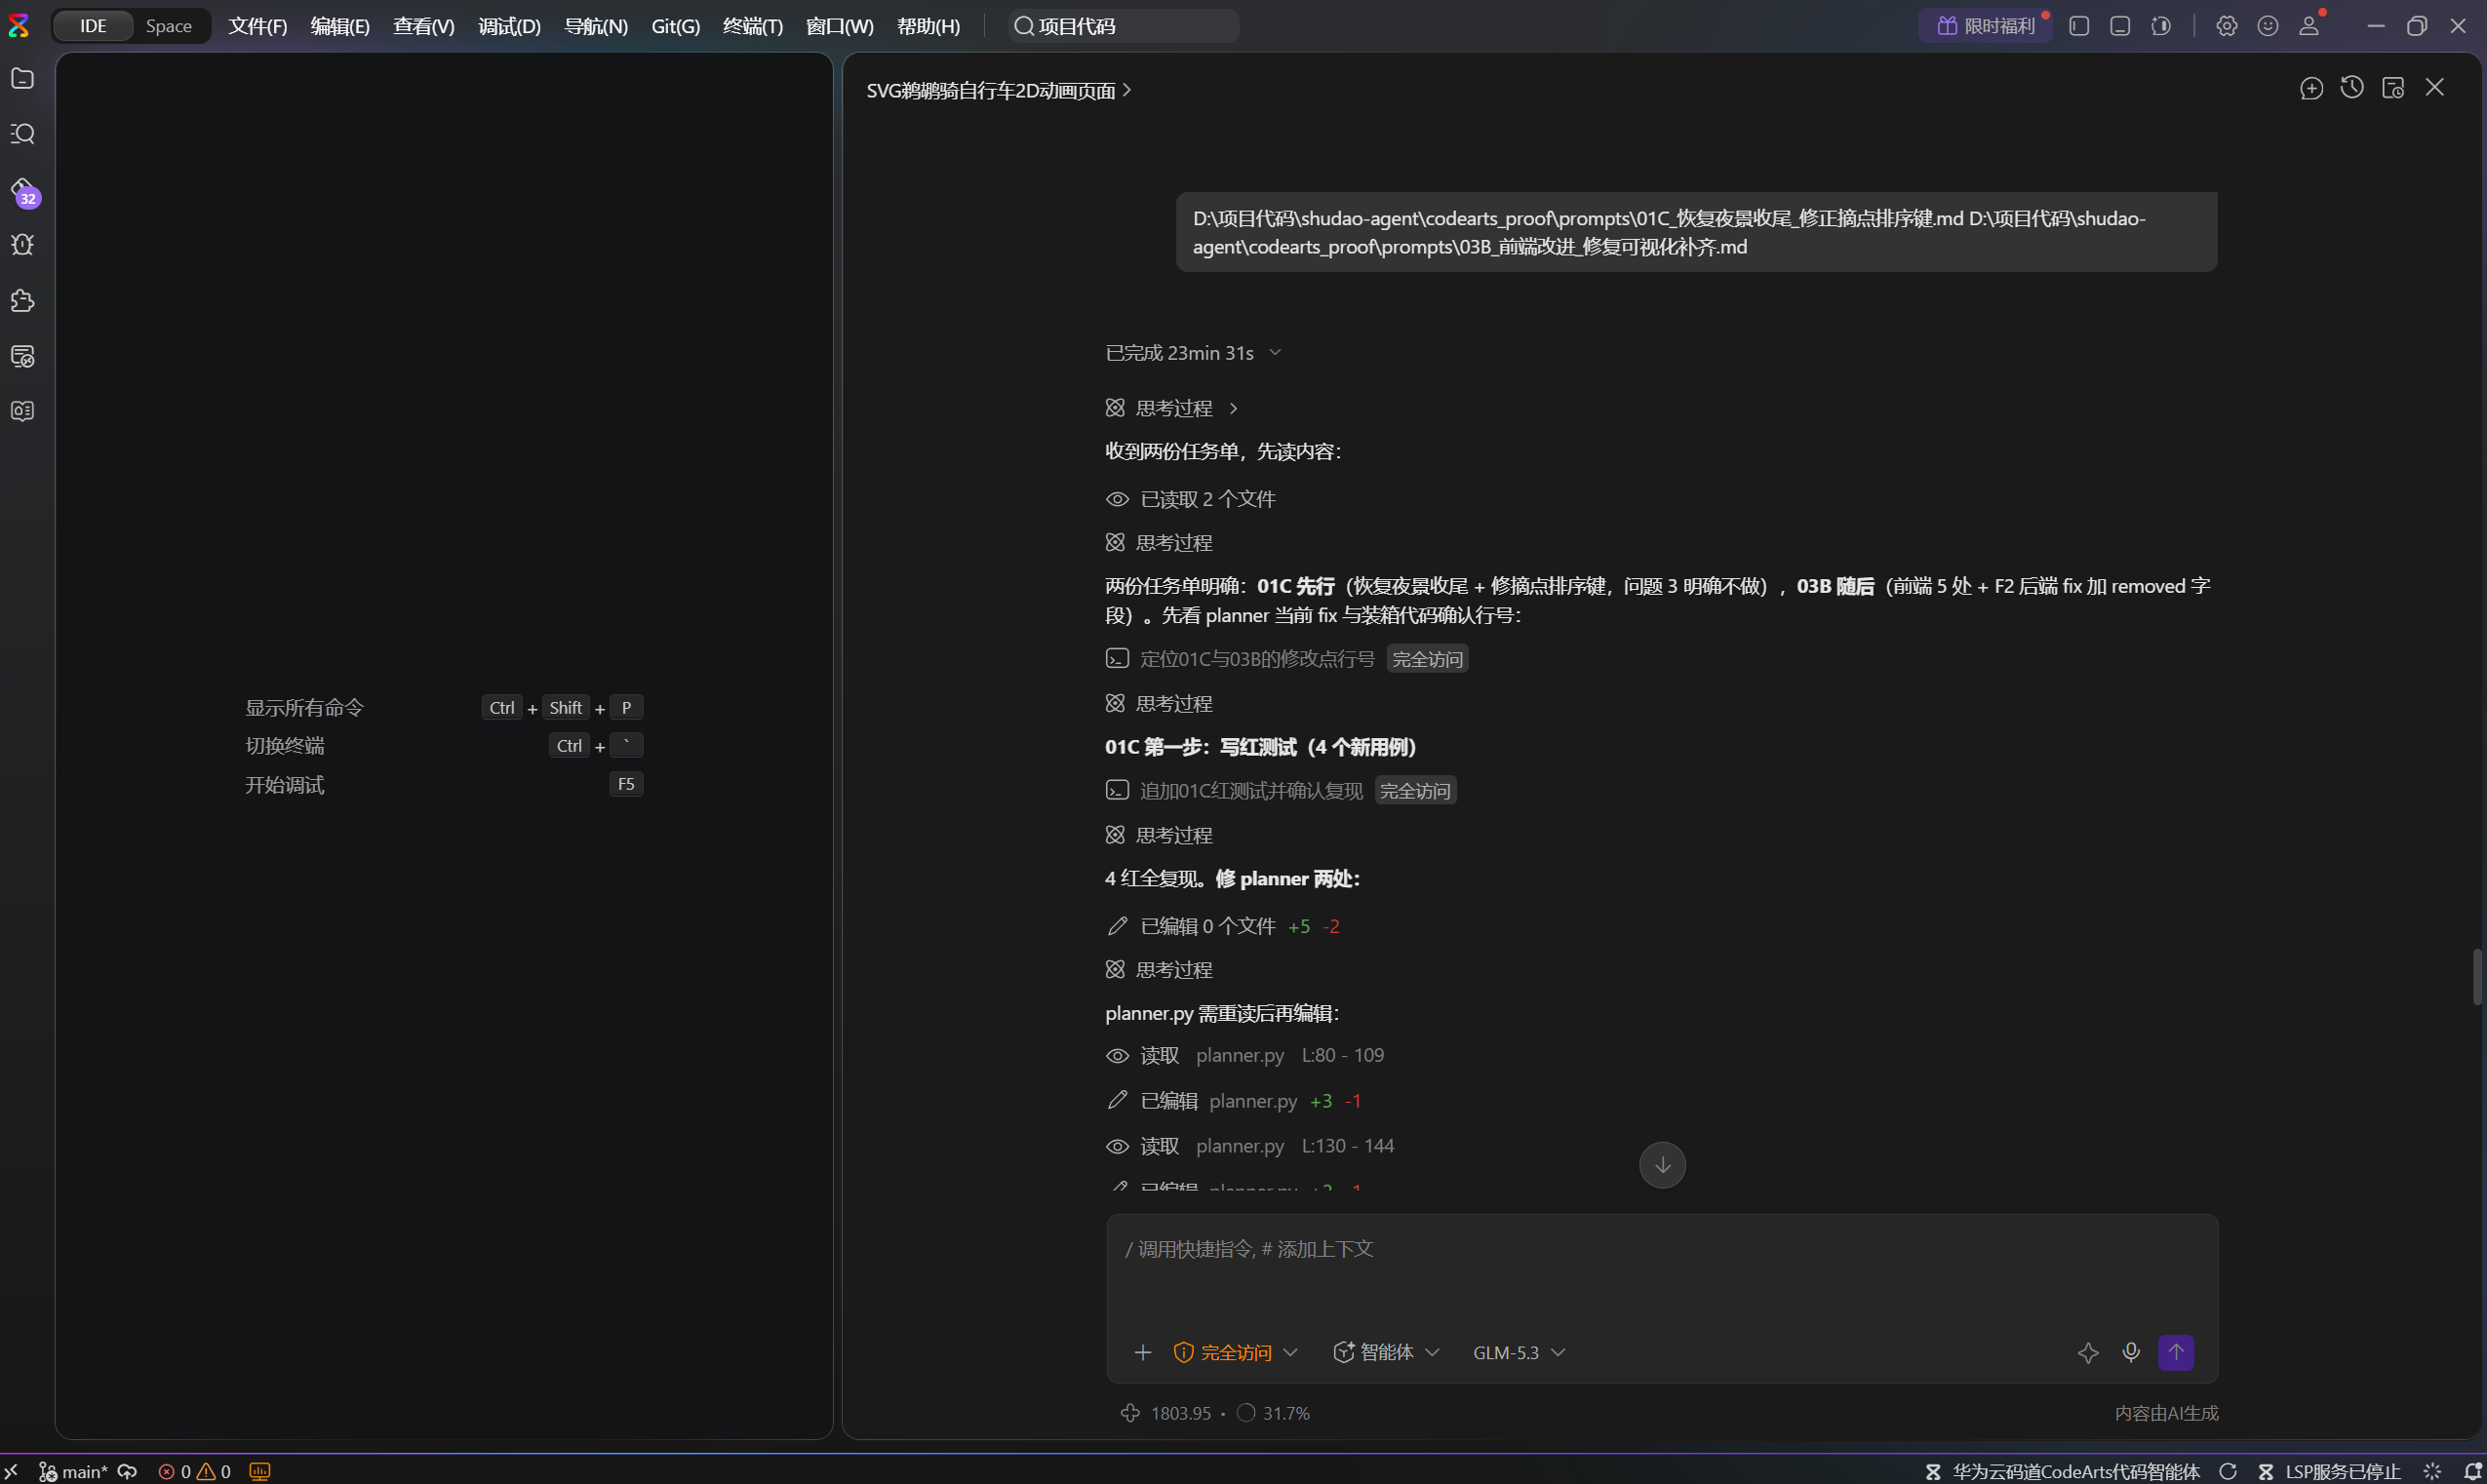 IDE Space 文件(F) 编辑(E) 查看(V) 调试(D) 导航(N) Git(G) 终端(T) 窗口(W) 帮助(H) 项目代码 限时福利
32
SVG鹈鹕骑自行车2D动画页面
D:\项目代码\shudao-agent\codearts_proof\prompts\01C_恢复夜景收尾_修正摘点排序键.md D:\项目代码\shudao-
agent\codearts_proof\prompts\03B_前端改进_修复可视化补齐.md
已完成 23min 31s
思考过程
收到两份任务单，先读内容：
已读取 2 个文件
思考过程
两份任务单明确：01C 先行（恢复夜景收尾 + 修摘点排序键，问题 3 明确不做），03B 随后（前端 5 处 + F2 后端 fix 加 removed 字
段）。先看 planner 当前 fix 与装箱代码确认行号：
定位01C与03B的修改点行号 完全访问
思考过程
01C 第一步：写红测试（4 个新用例）
追加01C红测试并确认复现 完全访问
思考过程
4 红全复现。修 planner 两处：
已编辑 0 个文件 +5 -2
思考过程
planner.py 需重读后再编辑：
读取 planner.py L:80 - 109
已编辑 planner.py +3 -1
读取 planner.py L:130 - 144
已编辑 planner.py +2 -1
显示所有命令 Ctrl + Shift + P
切换终端 Ctrl + `
开始调试 F5
/ 调用快捷指令, # 添加上下文
完全访问 智能体 GLM-5.3
1803.95 · 31.7% 内容由AI生成
main* 0 0 华为云码道CodeArts代码智能体 LSP服务已停止